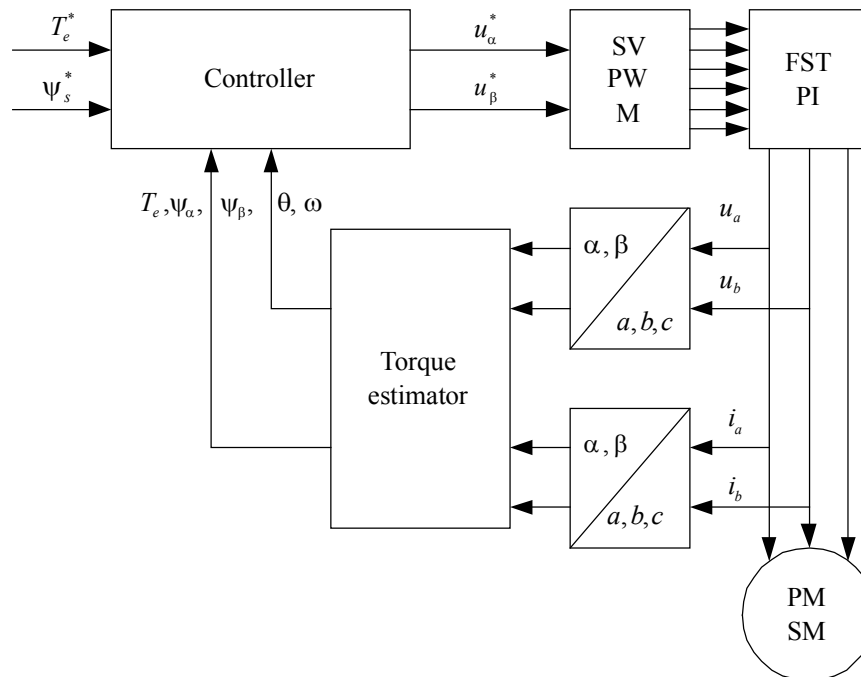 T_e^*
ψ_s^*
Controller
u_α^*
u_β^*
SV
PW
M
FST
PI
T_e, ψ_α, ψ_β, θ, ω
Torque
estimator
α, β
a, b, c
u_a
u_b
α, β
a, b, c
i_a
i_b
PM
SM